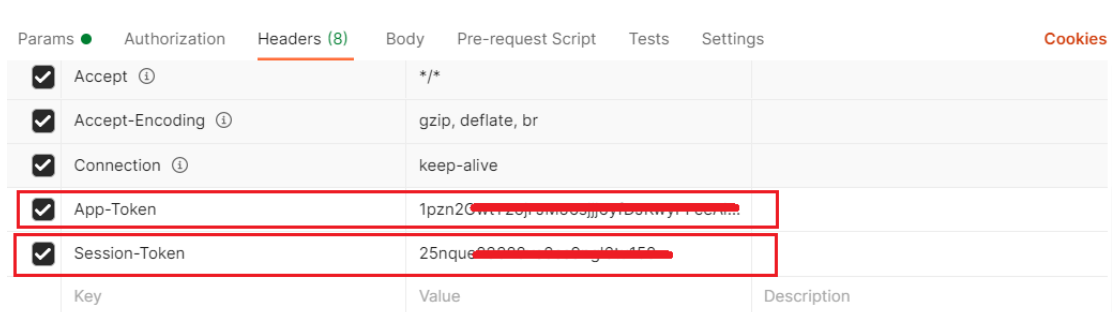 Params Authorization Headers (8) Body Pre-request Script Tests Settings Cookies
Accept */*
Accept-Encoding gzip, deflate, br
Connection keep-alive
App-Token
Session-Token
Key Value Description